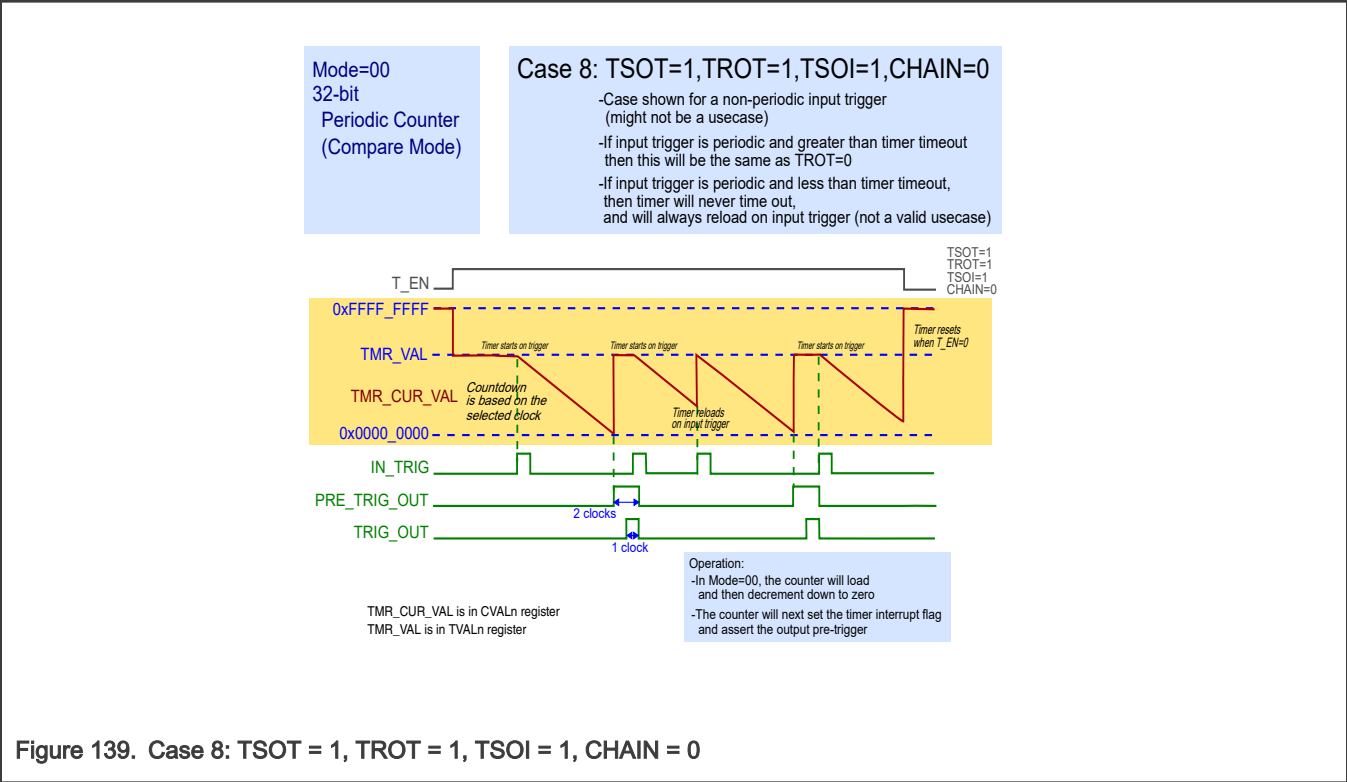 Mode=00
32-bit
Periodic Counter
(Compare Mode)
Case 8: TSOT=1,TROT=1,TSOI=1,CHAIN=0
-Case shown for a non-periodic input trigger
(might not be a usecase)
-If input trigger is periodic and greater than timer timeout
then this will be the same as TROT=0
-If input trigger is periodic and less than timer timeout,
then timer will never time out,
and will always reload on input trigger (not a valid usecase)
TSOT=1
TROT=1
TSOI=1
CHAIN=0
T_EN
0xFFFF_FFFF
Timer resets
when T_EN=0
Timer starts on trigger
Timer starts on trigger
Timer starts on trigger
TMR_VAL
TMR_CUR_VAL
Countdown
is based on the
selected clock
Timer reloads
on input trigger
0x0000_0000
IN_TRIG
PRE_TRIG_OUT
2 clocks
TRIG_OUT
1 clock
Operation:
-In Mode=00, the counter will load
and then decrement down to zero
-The counter will next set the timer interrupt flag
and assert the output pre-trigger
TMR_CUR_VAL is in CVALn register
TMR_VAL is in TVALn register
Figure 139. Case 8: TSOT = 1, TROT = 1, TSOI = 1, CHAIN = 0